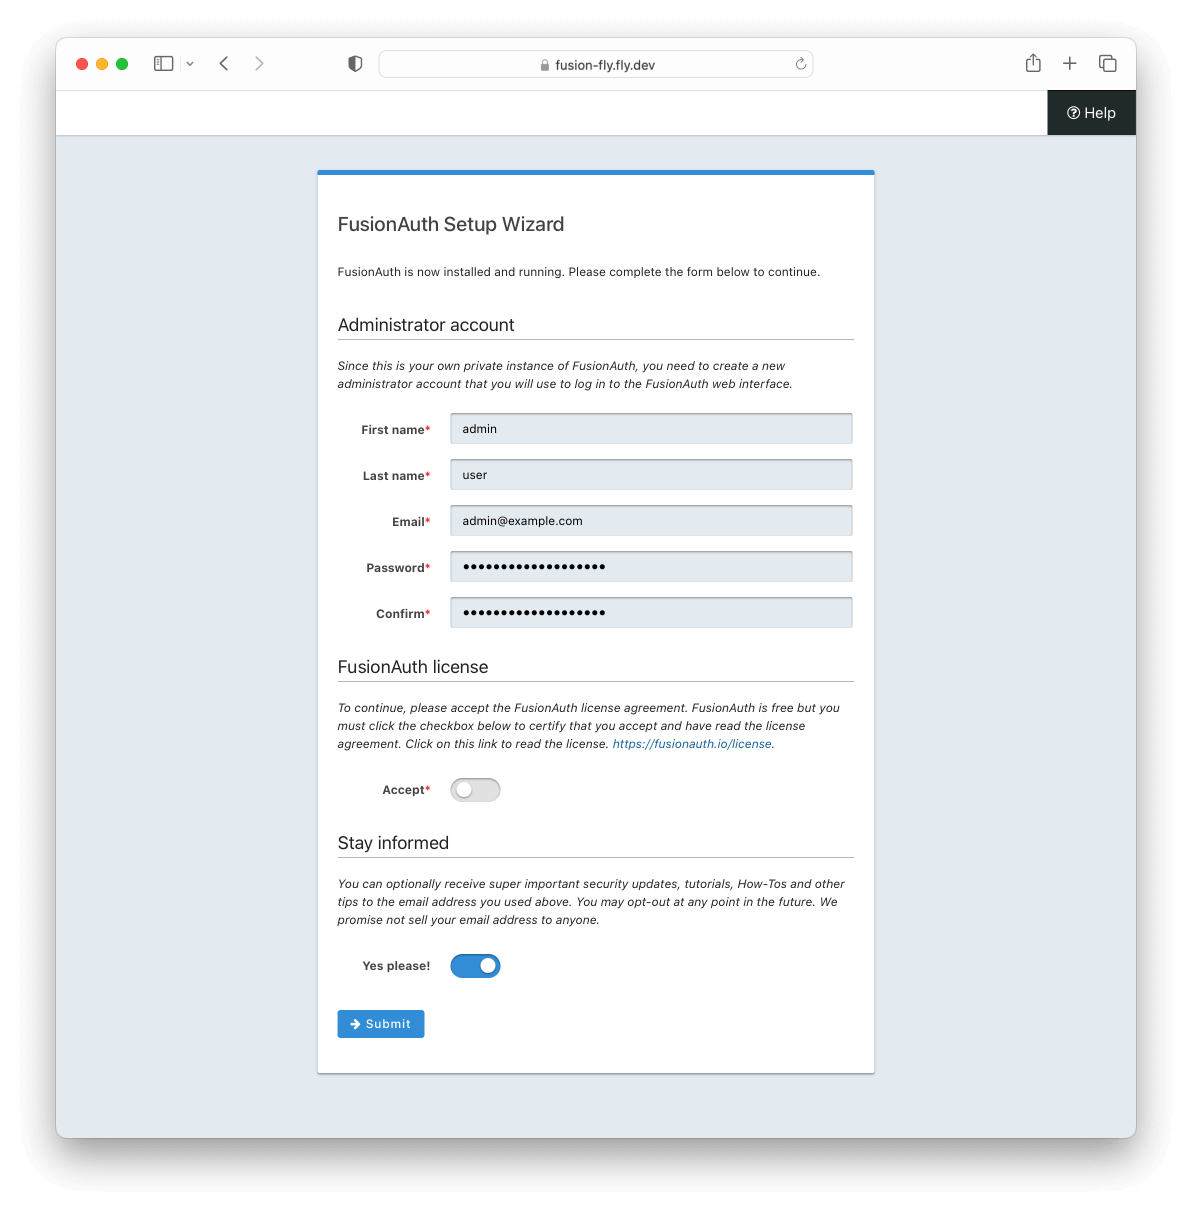 fusion-fly.fly.dev
Help
FusionAuth Setup Wizard
FusionAuth is now installed and running. Please complete the form below to continue.
Administrator account
Since this is your own private instance of FusionAuth, you need to create a new
administrator account that you will use to log in to the FusionAuth web interface.
First name* admin
Last name* user
Email* admin@example.com
Password* •••••••••••••••••••
Confirm* •••••••••••••••••••
FusionAuth license
To continue, please accept the FusionAuth license agreement. FusionAuth is free but you
must click the checkbox below to certify that you accept and have read the license
agreement. Click on this link to read the license. https://fusionauth.io/license.
Accept*
Stay informed
You can optionally receive super important security updates, tutorials, How-Tos and other
tips to the email address you used above. You may opt-out at any point in the future. We
promise not sell your email address to anyone.
Yes please!
Submit